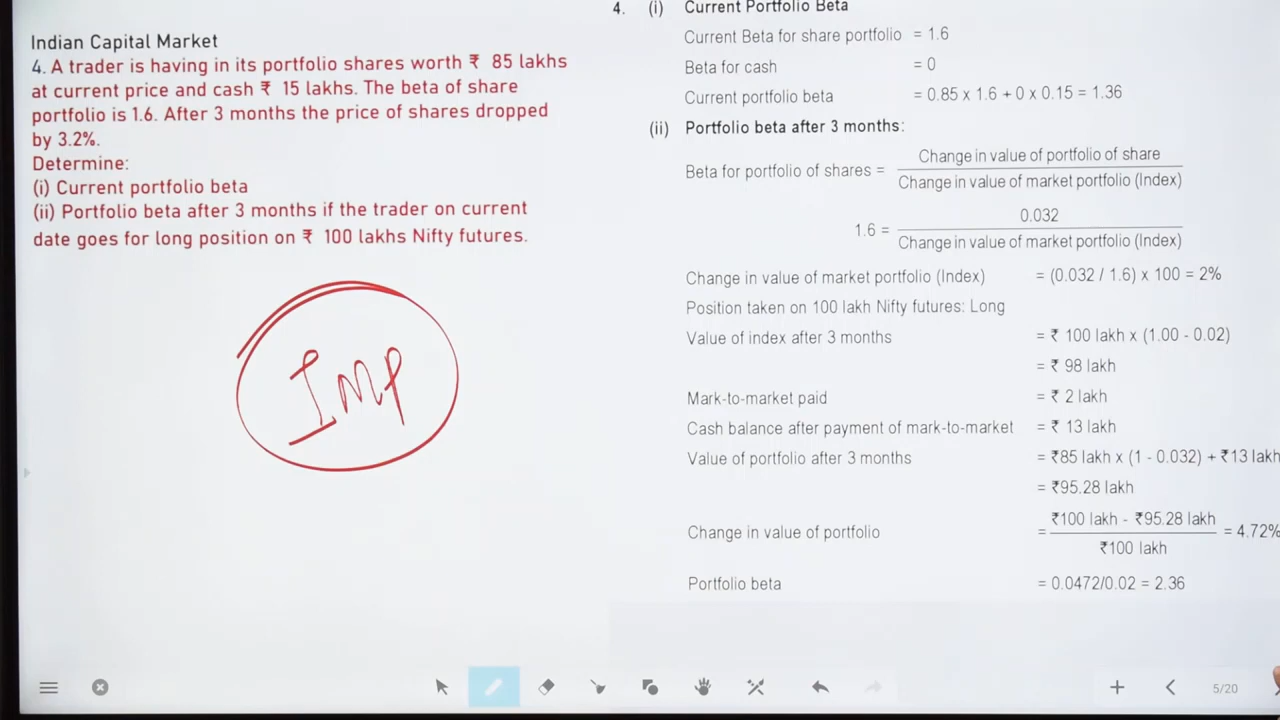 Indian Capital Market
4. A trader is having in its portfolio shares worth ₹ 85 lakhs
at current price and cash ₹ 15 lakhs. The beta of share
portfolio is 1.6. After 3 months the price of shares dropped
by 3.2%.
Determine:
(i) Current portfolio beta
(ii) Portfolio beta after 3 months if the trader on current
date goes for long position on ₹ 100 lakhs Nifty futures.
IMP
4. (i) Current Portfolio Beta
Current Beta for share portfolio = 1.6
Beta for cash = 0
Current portfolio beta = 0.85 x 1.6 + 0 x 0.15 = 1.36
(ii) Portfolio beta after 3 months:
Change in value of portfolio of share
Beta for portfolio of shares =
Change in value of market portfolio (Index)
0.032
1.6 =
Change in value of market portfolio (Index)
Change in value of market portfolio (Index) = (0.032 / 1.6) x 100 = 2%
Position taken on 100 lakh Nifty futures: Long
Value of index after 3 months = ₹ 100 lakh x (1.00 - 0.02)
= ₹ 98 lakh
Mark-to-market paid = ₹ 2 lakh
Cash balance after payment of mark-to-market = ₹ 13 lakh
Value of portfolio after 3 months = ₹85 lakh x (1 - 0.032) + ₹13 lakh
= ₹95.28 lakh
₹100 lakh - ₹95.28 lakh
Change in value of portfolio = = 4.72%
₹100 lakh
Portfolio beta = 0.0472/0.02 = 2.36
5/20